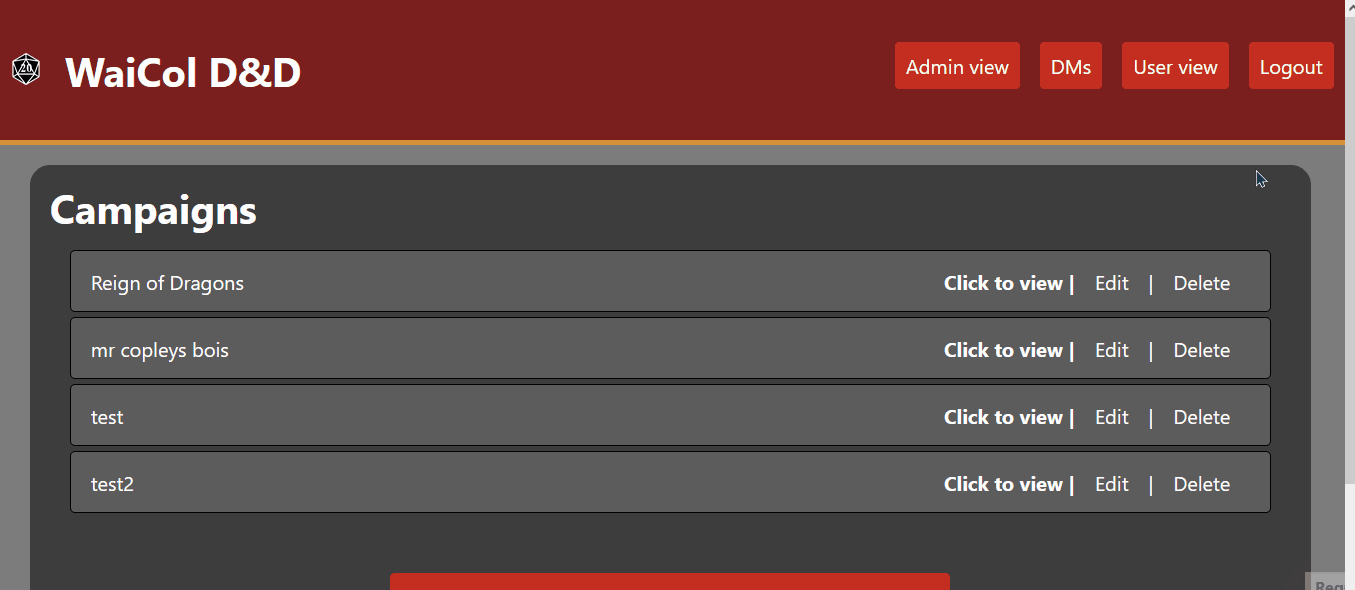 20
WaiCol D&D
Admin view
DMs
User view
Logout
Campaigns
Reign of Dragons Click to view | Edit | Delete
mr copleys bois Click to view | Edit | Delete
test Click to view | Edit | Delete
test2 Click to view | Edit | Delete